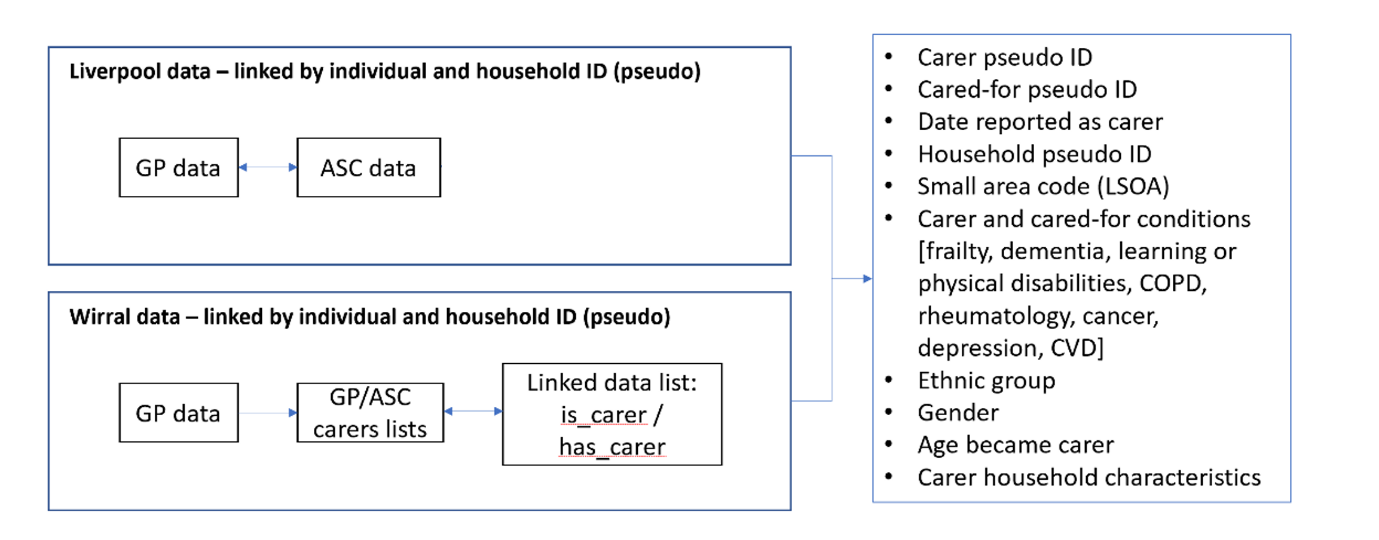 Liverpool data – linked by individual and household ID (pseudo)
GP data
ASC data
Wirral data – linked by individual and household ID (pseudo)
GP data
GP/ASC
carers lists
Linked data list:
is_carer /
has_carer
• Carer pseudo ID
• Cared-for pseudo ID
• Date reported as carer
• Household pseudo ID
• Small area code (LSOA)
• Carer and cared-for conditions
[frailty, dementia, learning or
physical disabilities, COPD,
rheumatology, cancer,
depression, CVD]
• Ethnic group
• Gender
• Age became carer
• Carer household characteristics